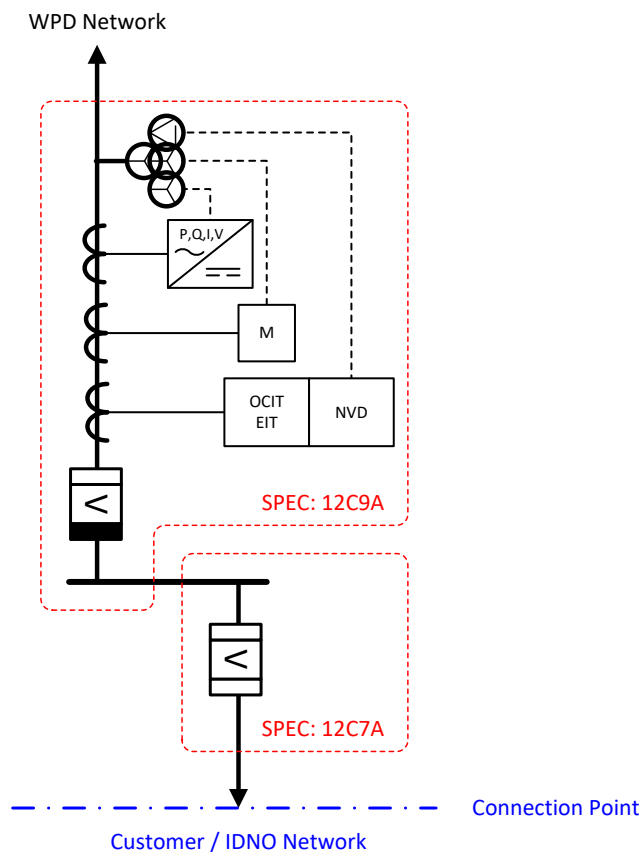 WPD Network
P,Q,I,V
M
OCIT
EIT
NVD
V
SPEC: 12C9A
V
SPEC: 12C7A
Connection Point
Customer / IDNO Network